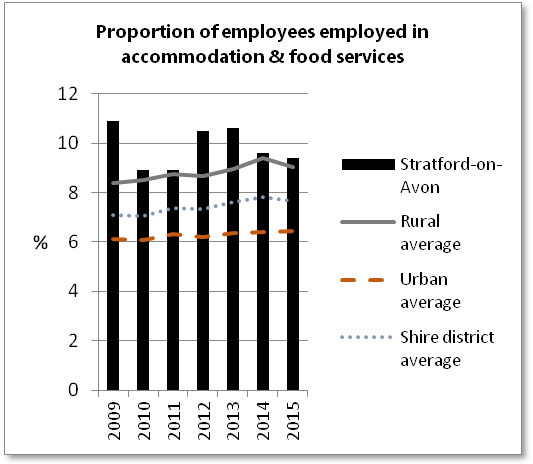 Proportion of employees employed in
accommodation & food services
12
10
8
6
4
2
0
%
2009
2010
2011
2012
2013
2014
2015
Stratford-on-
Avon
Rural
average
Urban
average
Shire district
average